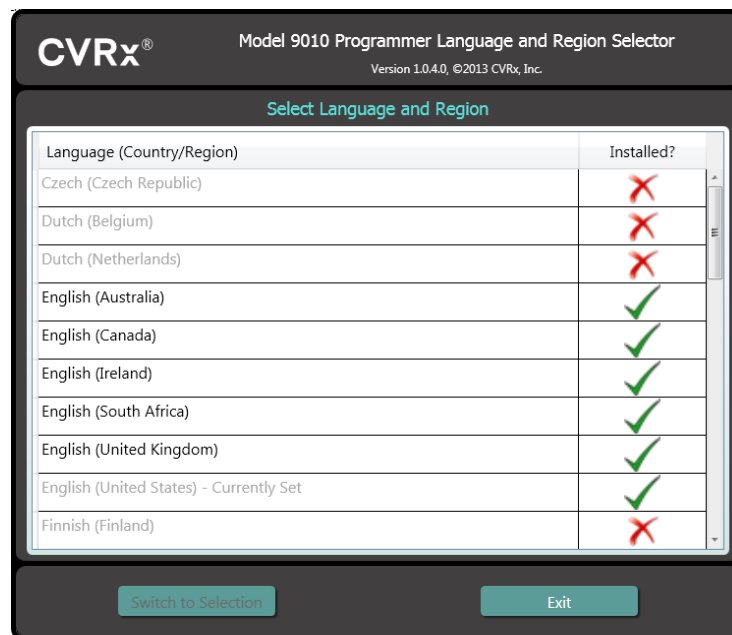 CVRx®
Model 9010 Programmer Language and Region Selector
Version 1.0.4.0, ©2013 CVRx, Inc.
Select Language and Region
Language (Country/Region) Installed?
Czech (Czech Republic)
Dutch (Belgium)
Dutch (Netherlands)
English (Australia)
English (Canada)
English (Ireland)
English (South Africa)
English (United Kingdom)
English (United States) - Currently Set
Finnish (Finland)
Switch to Selection Exit